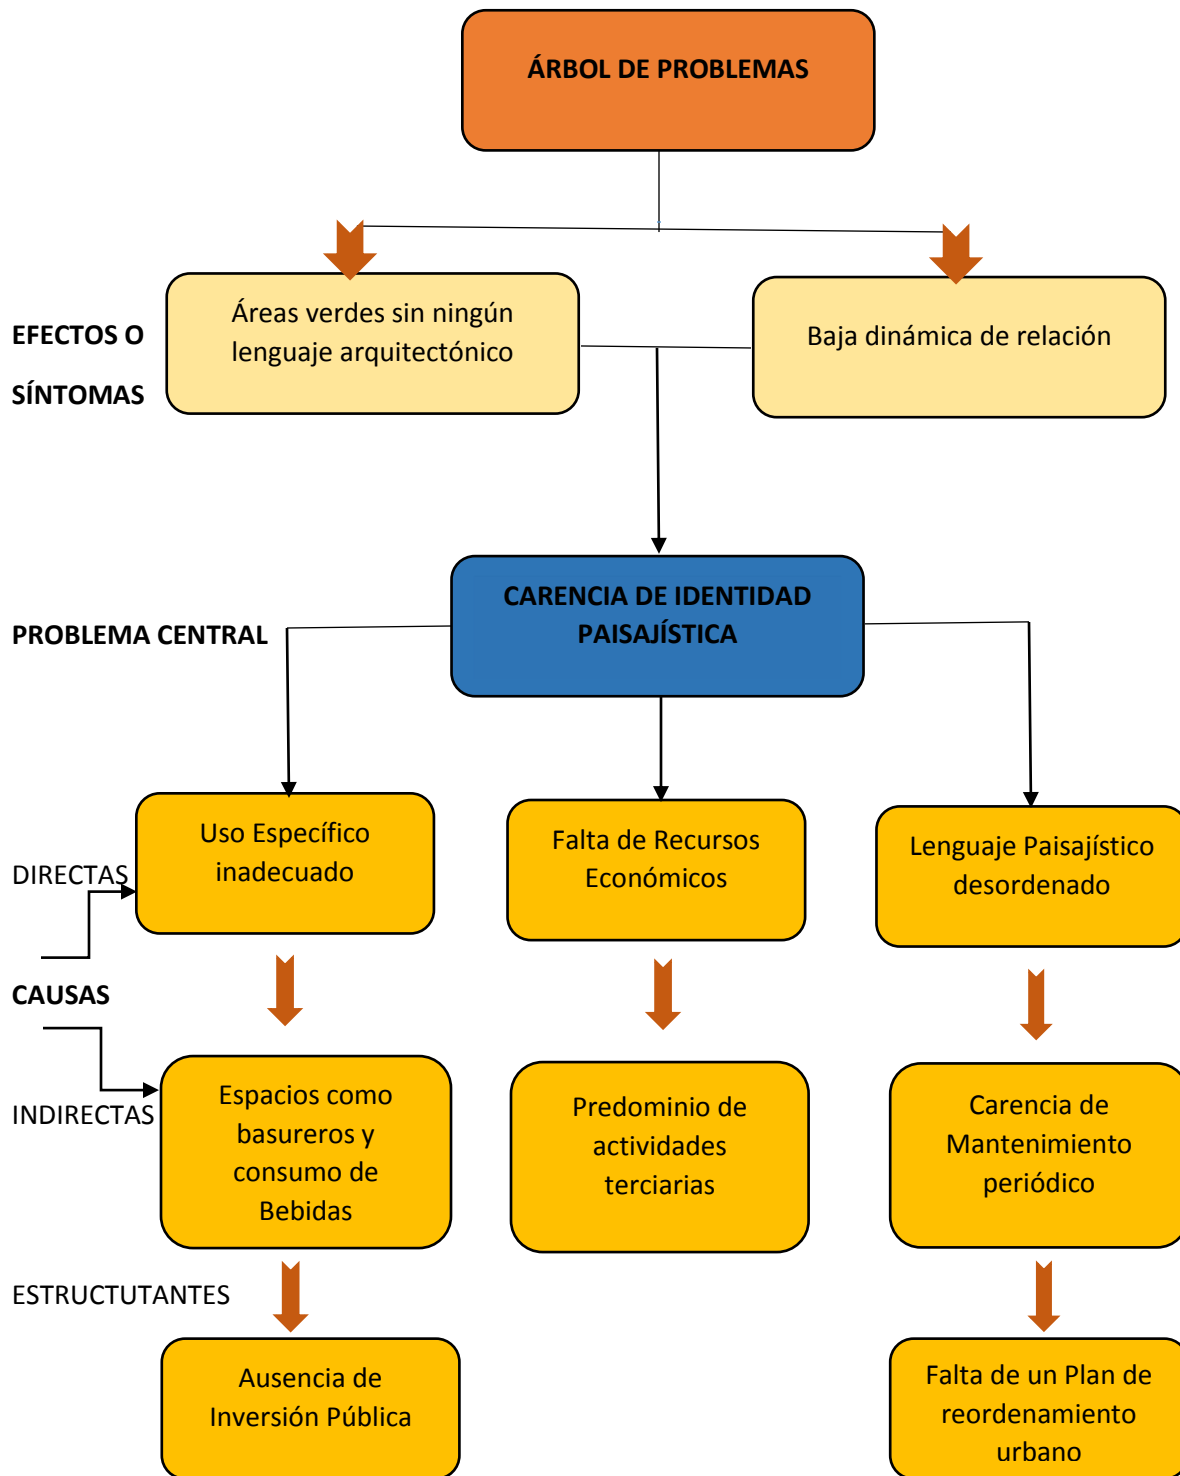 ÁRBOL DE PROBLEMAS
EFECTOS O
SÍNTOMAS
Áreas verdes sin ningún
lenguaje arquitectónico
Baja dinámica de relación
PROBLEMA CENTRAL
CARENCIA DE IDENTIDAD
PAISAJÍSTICA
DIRECTAS
Uso Específico
inadecuado
Falta de Recursos
Económicos
Lenguaje Paisajístico
desordenado
CAUSAS
INDIRECTAS
Espacios como
basureros y
consumo de
Bebidas
Predominio de
actividades
terciarias
Carencia de
Mantenimiento
periódico
ESTRUCTUTANTES
Ausencia de
Inversión Pública
Falta de un Plan de
reordenamiento
urbano